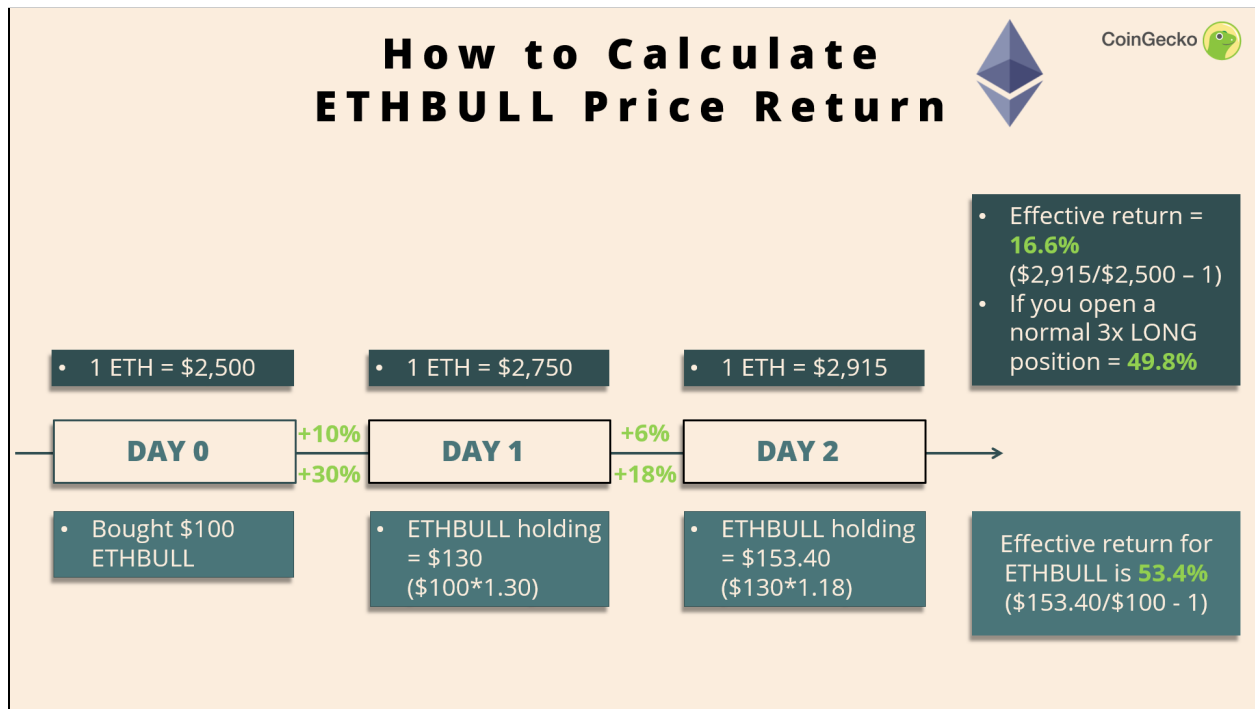 How to Calculate
ETHBULL Price Return
CoinGecko
• Effective return =
16.6%
($2,915/$2,500 – 1)
• If you open a
normal 3x LONG
position = 49.8%
• 1 ETH = $2,500
• 1 ETH = $2,750
• 1 ETH = $2,915
DAY 0
+10%
+30%
DAY 1
+6%
+18%
DAY 2
• Bought $100
ETHBULL
• ETHBULL holding
= $130
($100*1.30)
• ETHBULL holding
= $153.40
($130*1.18)
Effective return for
ETHBULL is 53.4%
($153.40/$100 - 1)